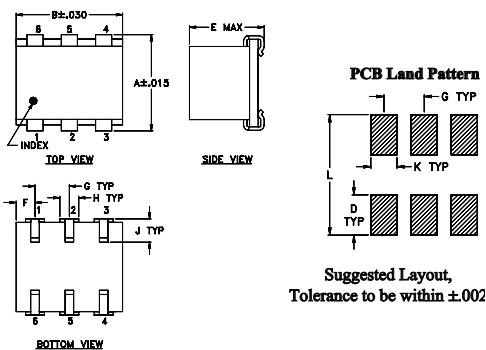 B±.030
6 5 4
A±.015
INDEX
1 2 3
TOP VIEW
E MAX
SIDE VIEW
PCB Land Pattern
G TYP
K TYP
L
D
TYP
F
G TYP
H TYP
1 2 3
J TYP
6 5 4
BOTTOM VIEW
Suggested Layout,
Tolerance to be within ±.002